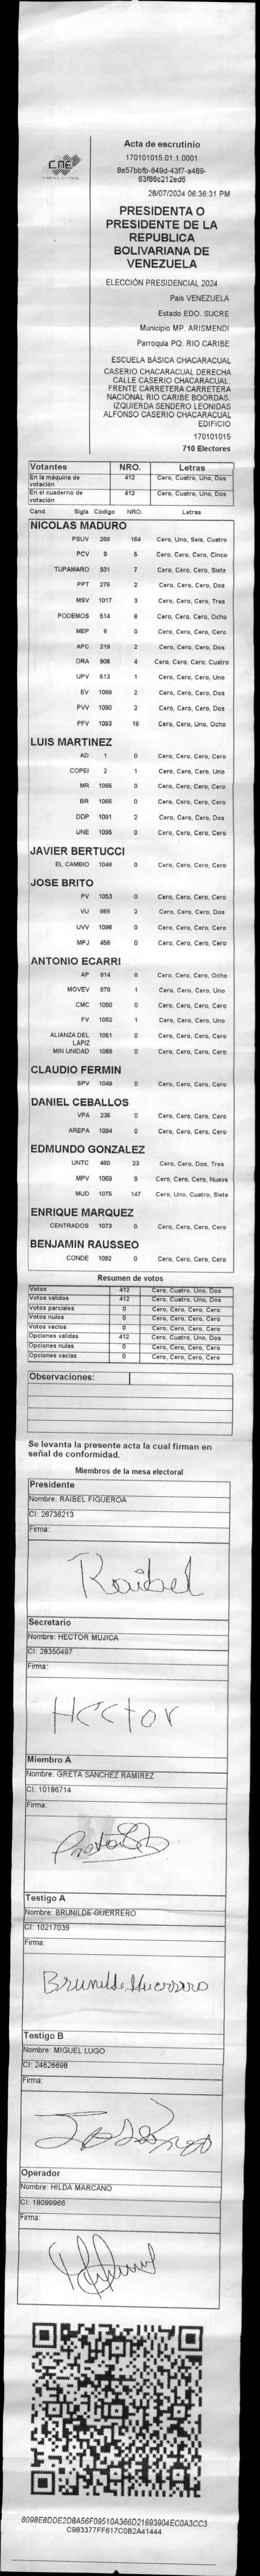 CNE
Acta de escrutinio
170101015.01.1.0001
8e57bbfb-649d-43f7-a489-
63f86c212ed6
28/07/2024 06:36:31 PM
PRESIDENTA O
PRESIDENTE DE LA
REPUBLICA
BOLIVARIANA DE
VENEZUELA
ELECCIÓN PRESIDENCIAL 2024
País VENEZUELA
Estado EDO. SUCRE
Municipio MP. ARISMENDI
Parroquia PQ. RIO CARIBE
ESCUELA BÁSICA CHACARACUAL
CASERIO CHACARACUAL DERECHA
CALLE CASERIO CHACARACUAL.
FRENTE CARRETERA CARRETERA
NACIONAL RIO CARIBE BOORDAS.
IZQUIERDA SENDERO LEONIDAS
ALFONSO CASERIO CHACARACUAL
EDIFICIO
170101015
710 Electores
Votantes NRO. Letras
En la máquina de votación 412 Cero, Cuatro, Uno, Dos
En el cuaderno de votación 412 Cero, Cuatro, Uno, Dos
Cand. Sigla Código NRO. Letras
NICOLAS MADURO
PSUV 269 164 Cero, Uno, Seis, Cuatro
PCV 9 5 Cero, Cero, Cero, Cinco
TUPAMARO 931 7 Cero, Cero, Cero, Siete
PPT 276 2 Cero, Cero, Cero, Dos
MSV 1017 3 Cero, Cero, Cero, Tres
PODEMOS 514 8 Cero, Cero, Cero, Ocho
MEP 6 0 Cero, Cero, Cero, Cero
APC 219 2 Cero, Cero, Cero, Dos
ORA 906 4 Cero, Cero, Cero, Cuatro
UPV 513 1 Cero, Cero, Cero, Uno
EV 1089 2 Cero, Cero, Cero, Dos
PVV 1090 2 Cero, Cero, Cero, Dos
PFV 1093 18 Cero, Cero, Uno, Ocho
LUIS MARTINEZ
AD 1 0 Cero, Cero, Cero, Cero
COPEI 2 1 Cero, Cero, Cero, Uno
MR 1065 0 Cero, Cero, Cero, Cero
BR 1066 0 Cero, Cero, Cero, Cero
DDP 1091 2 Cero, Cero, Cero, Dos
UNE 1095 0 Cero, Cero, Cero, Cero
JAVIER BERTUCCI
EL CAMBIO 1048 0 Cero, Cero, Cero, Cero
JOSE BRITO
PV 1053 0 Cero, Cero, Cero, Cero
VU 868 2 Cero, Cero, Cero, Dos
UVV 1096 0 Cero, Cero, Cero, Cero
MPJ 458 0 Cero, Cero, Cero, Cero
ANTONIO ECARRI
AP 814 8 Cero, Cero, Cero, Ocho
MOVEV 878 1 Cero, Cero, Cero, Uno
CMC 1050 0 Cero, Cero, Cero, Cero
FV 1062 1 Cero, Cero, Cero, Uno
ALIANZA DEL LAPIZ 1051 0 Cero, Cero, Cero, Cero
MIN UNIDAD 1068 0 Cero, Cero, Cero, Cero
CLAUDIO FERMIN
SPV 1049 0 Cero, Cero, Cero, Cero
DANIEL CEBALLOS
VPA 236 0 Cero, Cero, Cero, Cero
AREPA 1094 0 Cero, Cero, Cero, Cero
EDMUNDO GONZALEZ
UNTC 460 23 Cero, Cero, Dos, Tres
MPV 1069 9 Cero, Cero, Cero, Nueve
MUD 1075 147 Cero, Uno, Cuatro, Siete
ENRIQUE MARQUEZ
CENTRADOS 1073 0 Cero, Cero, Cero, Cero
BENJAMIN RAUSSEO
CONDE 1092 0 Cero, Cero, Cero, Cero
Resumen de votos
Votos 412 Cero, Cuatro, Uno, Dos
Votos válidos 412 Cero, Cuatro, Uno, Dos
Votos parciales 0 Cero, Cero, Cero, Cero
Votos nulos 0 Cero, Cero, Cero, Cero
Votos vacíos 0 Cero, Cero, Cero, Cero
Opciones validas 412 Cero, Cuatro, Uno, Dos
Opciones nulas 0 Cero, Cero, Cero, Cero
Opciones vacías 0 Cero, Cero, Cero, Cero
Observaciones:
Se levanta la presente acta la cual firman en
señal de conformidad.
Miembros de la mesa electoral
Presidente
Nombre: RAIBEL FIGUEROA
CI: 26736213
Firma:
Raibel
Secretario
Nombre: HECTOR MUJICA
CI: 28350497
Firma:
Hector
Miembro A
Nombre: GRETA SANCHEZ RAMIREZ
CI: 10186714
Firma:
Testigo A
Nombre: BRUNILDE GUERRERO
CI: 10217039
Firma:
Brunilde Guerrero
Testigo B
Nombre: MIGUEL LUGO
CI: 24626698
Firma:
Operador
Nombre: HILDA MARCANO
CI: 18099966
Firma:
8098E8DDE2D8A56F09510A366D21693904EC0A3CC3
C983377FF617C0B2A41444